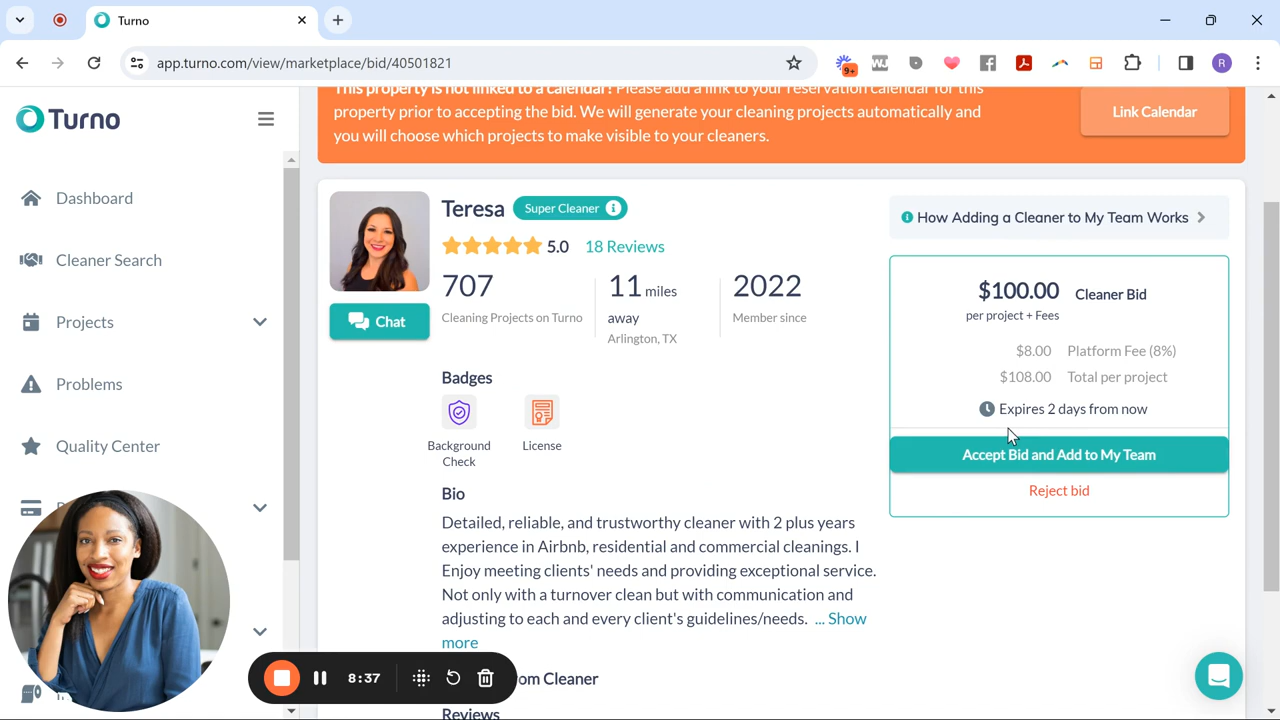 Turno
app.turno.com/view/marketplace/bid/40501821
9+
R
Turno
This property is not linked to a calendar! Please add a link to your reservation calendar for this
property prior to accepting the bid. We will generate your cleaning projects automatically and
you will choose which projects to make visible to your cleaners.
Link Calendar
Dashboard
Cleaner Search
Projects
Problems
Quality Center
Teresa
Super Cleaner
5.0
18 Reviews
707
Cleaning Projects on Turno
11 miles
away
Arlington, TX
2022
Member since
Chat
Badges
Background
Check
License
Bio
Detailed, reliable, and trustworthy cleaner with 2 plus years
experience in Airbnb, residential and commercial cleanings. I
Enjoy meeting clients' needs and providing exceptional service.
Not only with a turnover clean but with communication and
adjusting to each and every client's guidelines/needs. ... Show
more
om Cleaner
Reviews
How Adding a Cleaner to My Team Works
$100.00 Cleaner Bid
per project + Fees
$8.00 Platform Fee (8%)
$108.00 Total per project
Expires 2 days from now
Accept Bid and Add to My Team
Reject bid
8:37